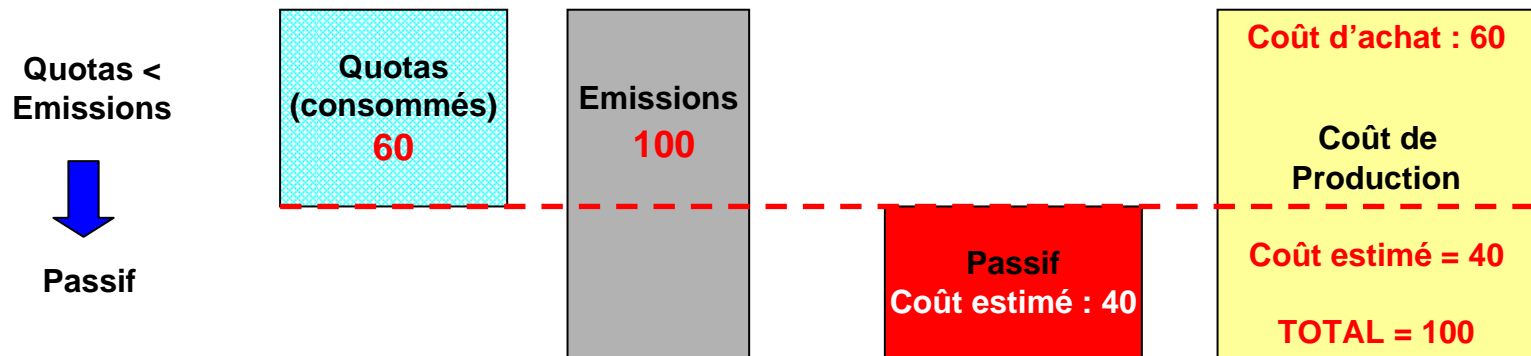 Quotas <
Emissions
Passif
Quotas
(consommés)
60
Emissions
100
Passif
Coût estimé : 40
Coût d’achat : 60
Coût de
Production
Coût estimé = 40
TOTAL = 100